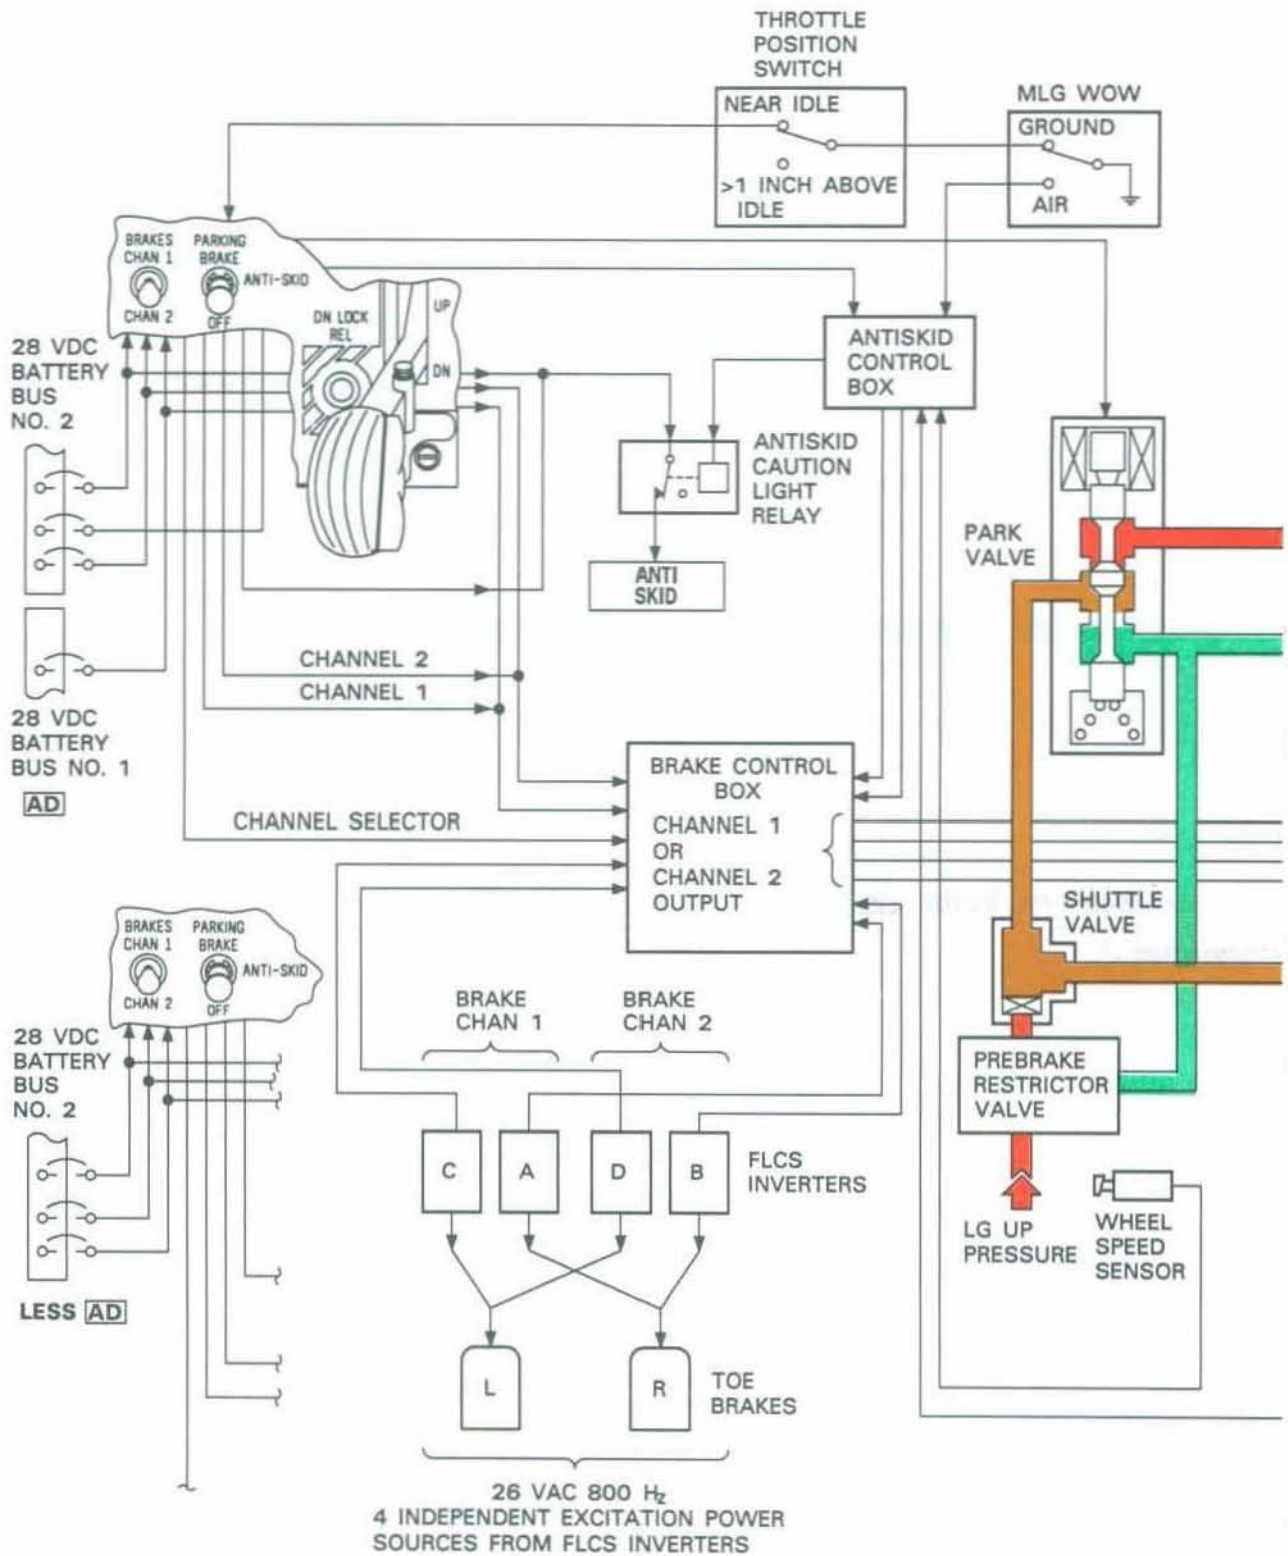 THROTTLE
POSITION
SWITCH
NEAR IDLE
>1 INCH ABOVE
IDLE
MLG WOW
GROUND
AIR
BRAKES
CHAN 1
CHAN 2
PARKING
BRAKE
ANTI-SKID
OFF
DN LOCK
REL
UP
DN
28 VDC
BATTERY
BUS
NO. 2
ANTISKID
CONTROL
BOX
ANTISKID
CAUTION
LIGHT
RELAY
ANTI
SKID
PARK
VALVE
28 VDC
BATTERY
BUS NO. 1
AD
CHANNEL 2
CHANNEL 1
CHANNEL SELECTOR
BRAKE CONTROL
BOX
CHANNEL 1
OR
CHANNEL 2
OUTPUT
SHUTTLE
VALVE
BRAKES
CHAN 1
CHAN 2
PARKING
BRAKE
ANTI-SKID
OFF
28 VDC
BATTERY
BUS
NO. 2
LESS AD
BRAKE
CHAN 1
BRAKE
CHAN 2
C
A
D
B
FLCS
INVERTERS
PREBRAKE
RESTRICTOR
VALVE
LG UP
PRESSURE
WHEEL
SPEED
SENSOR
L
R
TOE
BRAKES
26 VAC 800 Hz
4 INDEPENDENT EXCITATION POWER
SOURCES FROM FLCS INVERTERS